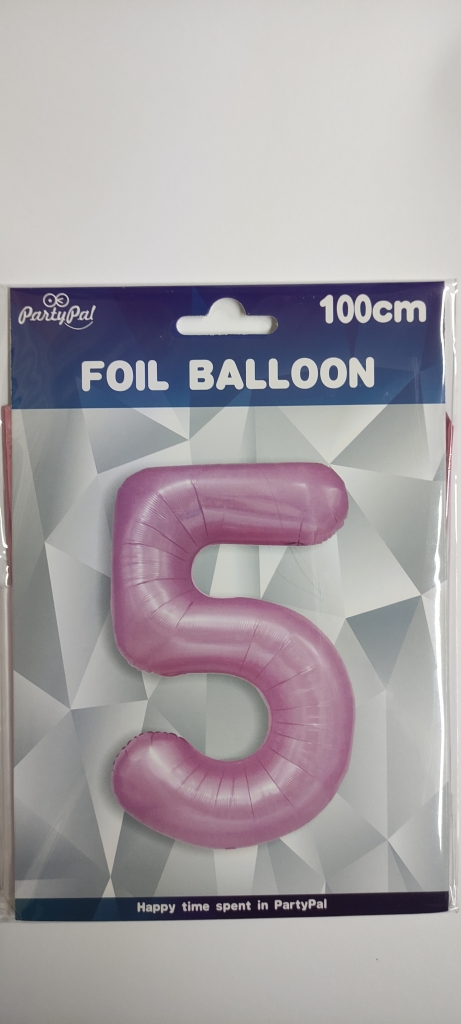 PartyPal
100cm
FOIL BALLOON
5
Happy time spent in PartyPal